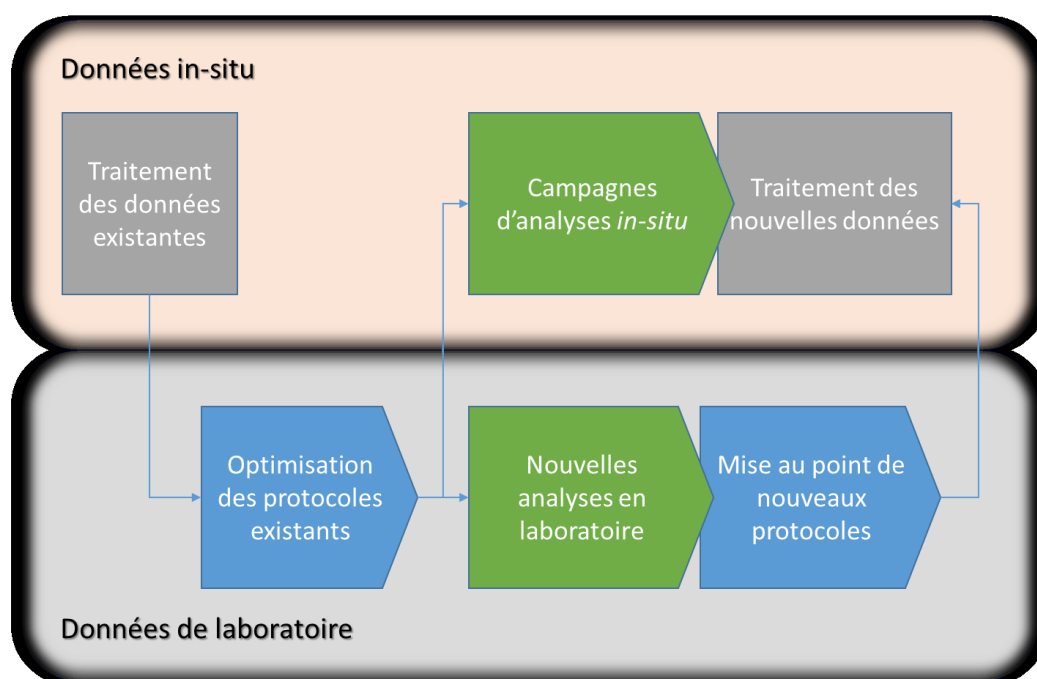 Données in-situ
Traitement
des données
existantes
Campagnes
d'analyses in-situ
Traitement des
nouvelles données
Optimisation
des protocoles
existants
Nouvelles
analyses en
laboratoire
Mise au point de
nouveaux
protocoles
Données de laboratoire